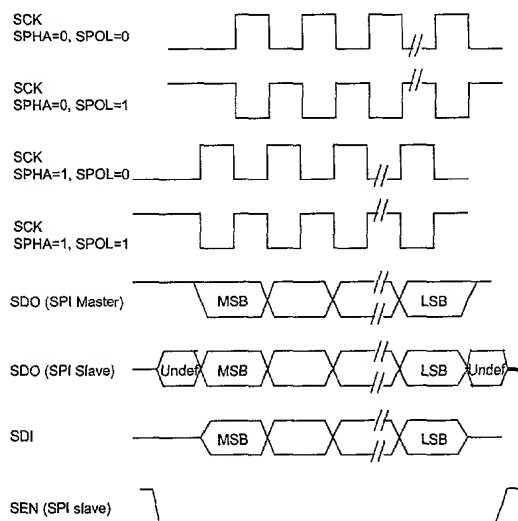 SCK
SPHA=0, SPOL=0
SCK
SPHA=0, SPOL=1
SCK
SPHA=1, SPOL=0
SCK
SPHA=1, SPOL=1
SDO (SPI Master)
MSB
LSB
SDO (SPI Slave)
Undef
MSB
LSB
Undef
SDI
MSB
LSB
SEN (SPI slave)